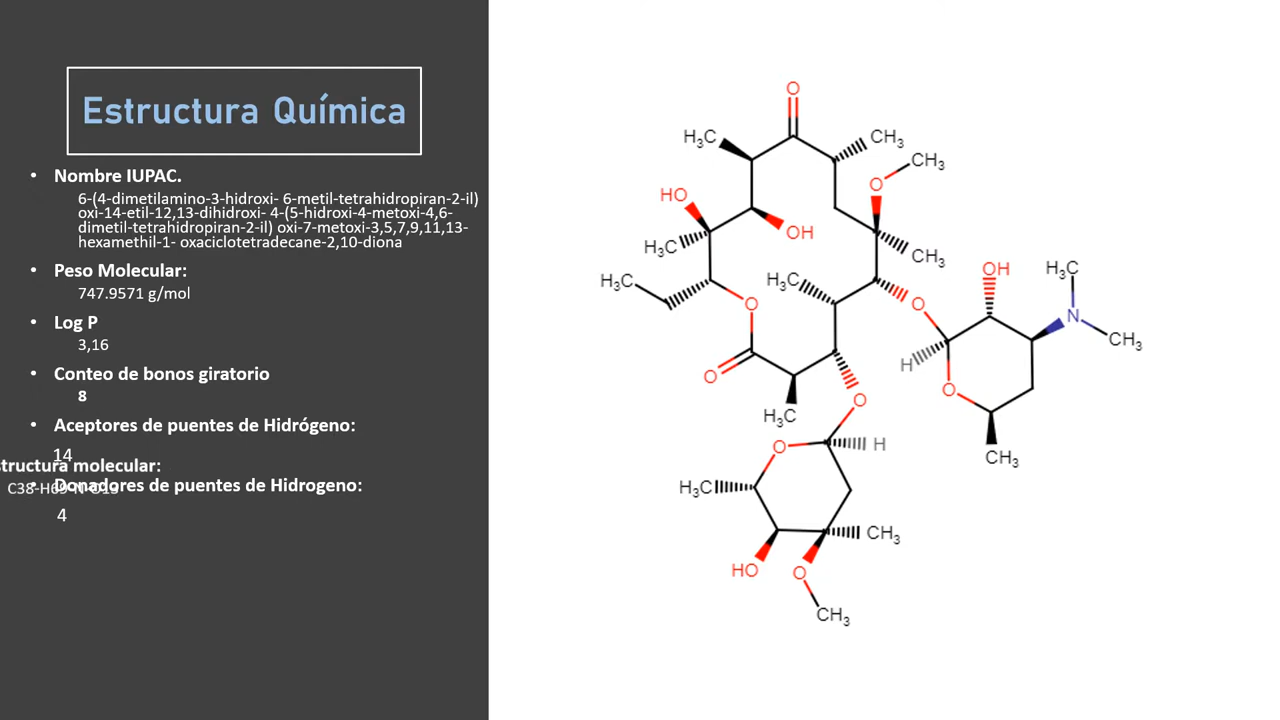 Estructura Química
• Nombre IUPAC.
6-(4-dimetilamino-3-hidroxi- 6-metil-tetrahidropiran-2-il)
oxi-14-etil-12,13-dihidroxi- 4-(5-hidroxi-4-metoxi-4,6-
dimetil-tetrahidropiran-2-il) oxi-7-metoxi-3,5,7,9,11,13-
hexamethil-1- oxaciclotetradecane-2,10-diona
• Peso Molecular:
747.9571 g/mol
• Log P
3,16
• Conteo de bonos giratorio
8
• Aceptores de puentes de Hidrógeno:
14
structura molecular:
• Donadores de puentes de Hidrogeno:
4
O
H₃C
CH₃
CH₃
O
HO
OH
H₃C
CH₃
H₃C
H₃C
O
O
OH
H₃C
N
CH₃
H
O
O
H₃C
O
CH₃
O
H
H₃C
CH₃
HO
O
CH₃